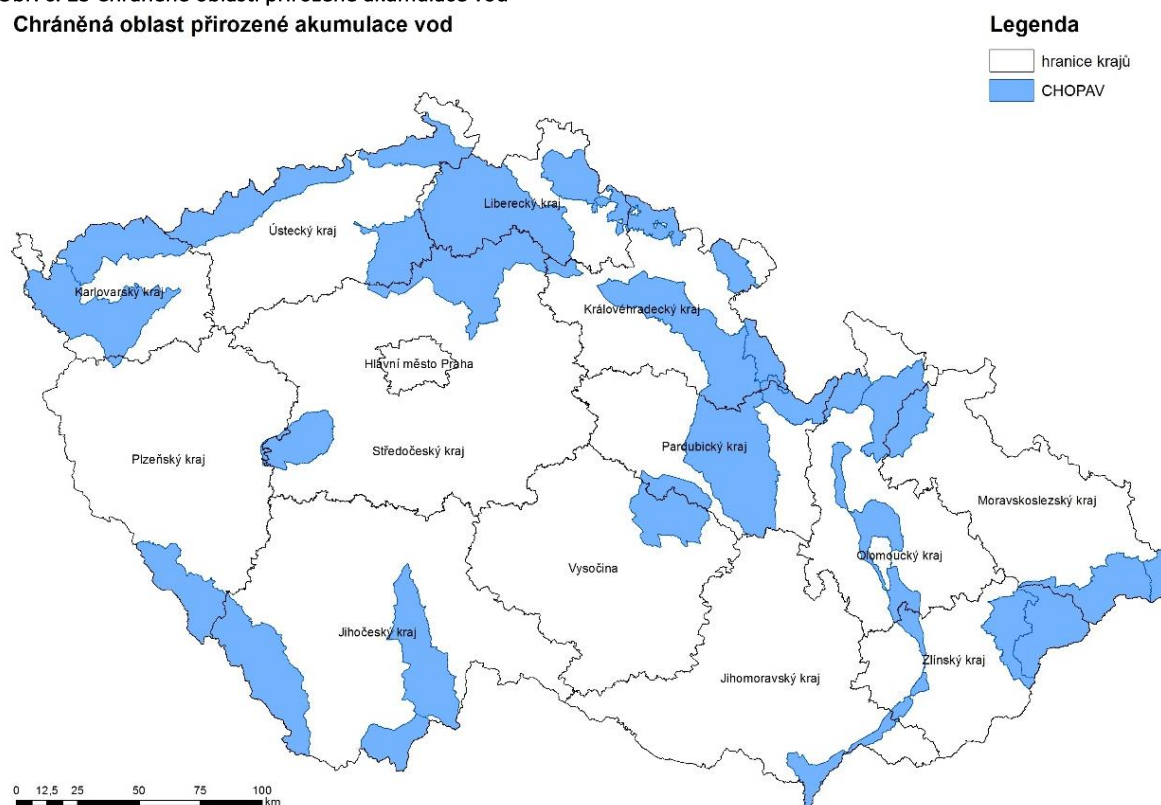 Chráněná oblast přirozené akumulace vod
Legenda
hranice krajů
CHOPAV
Liberecký kraj
Ústecký kraj
Karlovarský kraj
Královéhradecký kraj
Hlavní město Praha
Plzeňský kraj
Středočeský kraj
Pardubický kraj
Moravskoslezský kraj
Olomoucký kraj
Vysočina
Jihočeský kraj
Zlínský kraj
Jihomoravský kraj
0 12,5 25 50 75 100
km